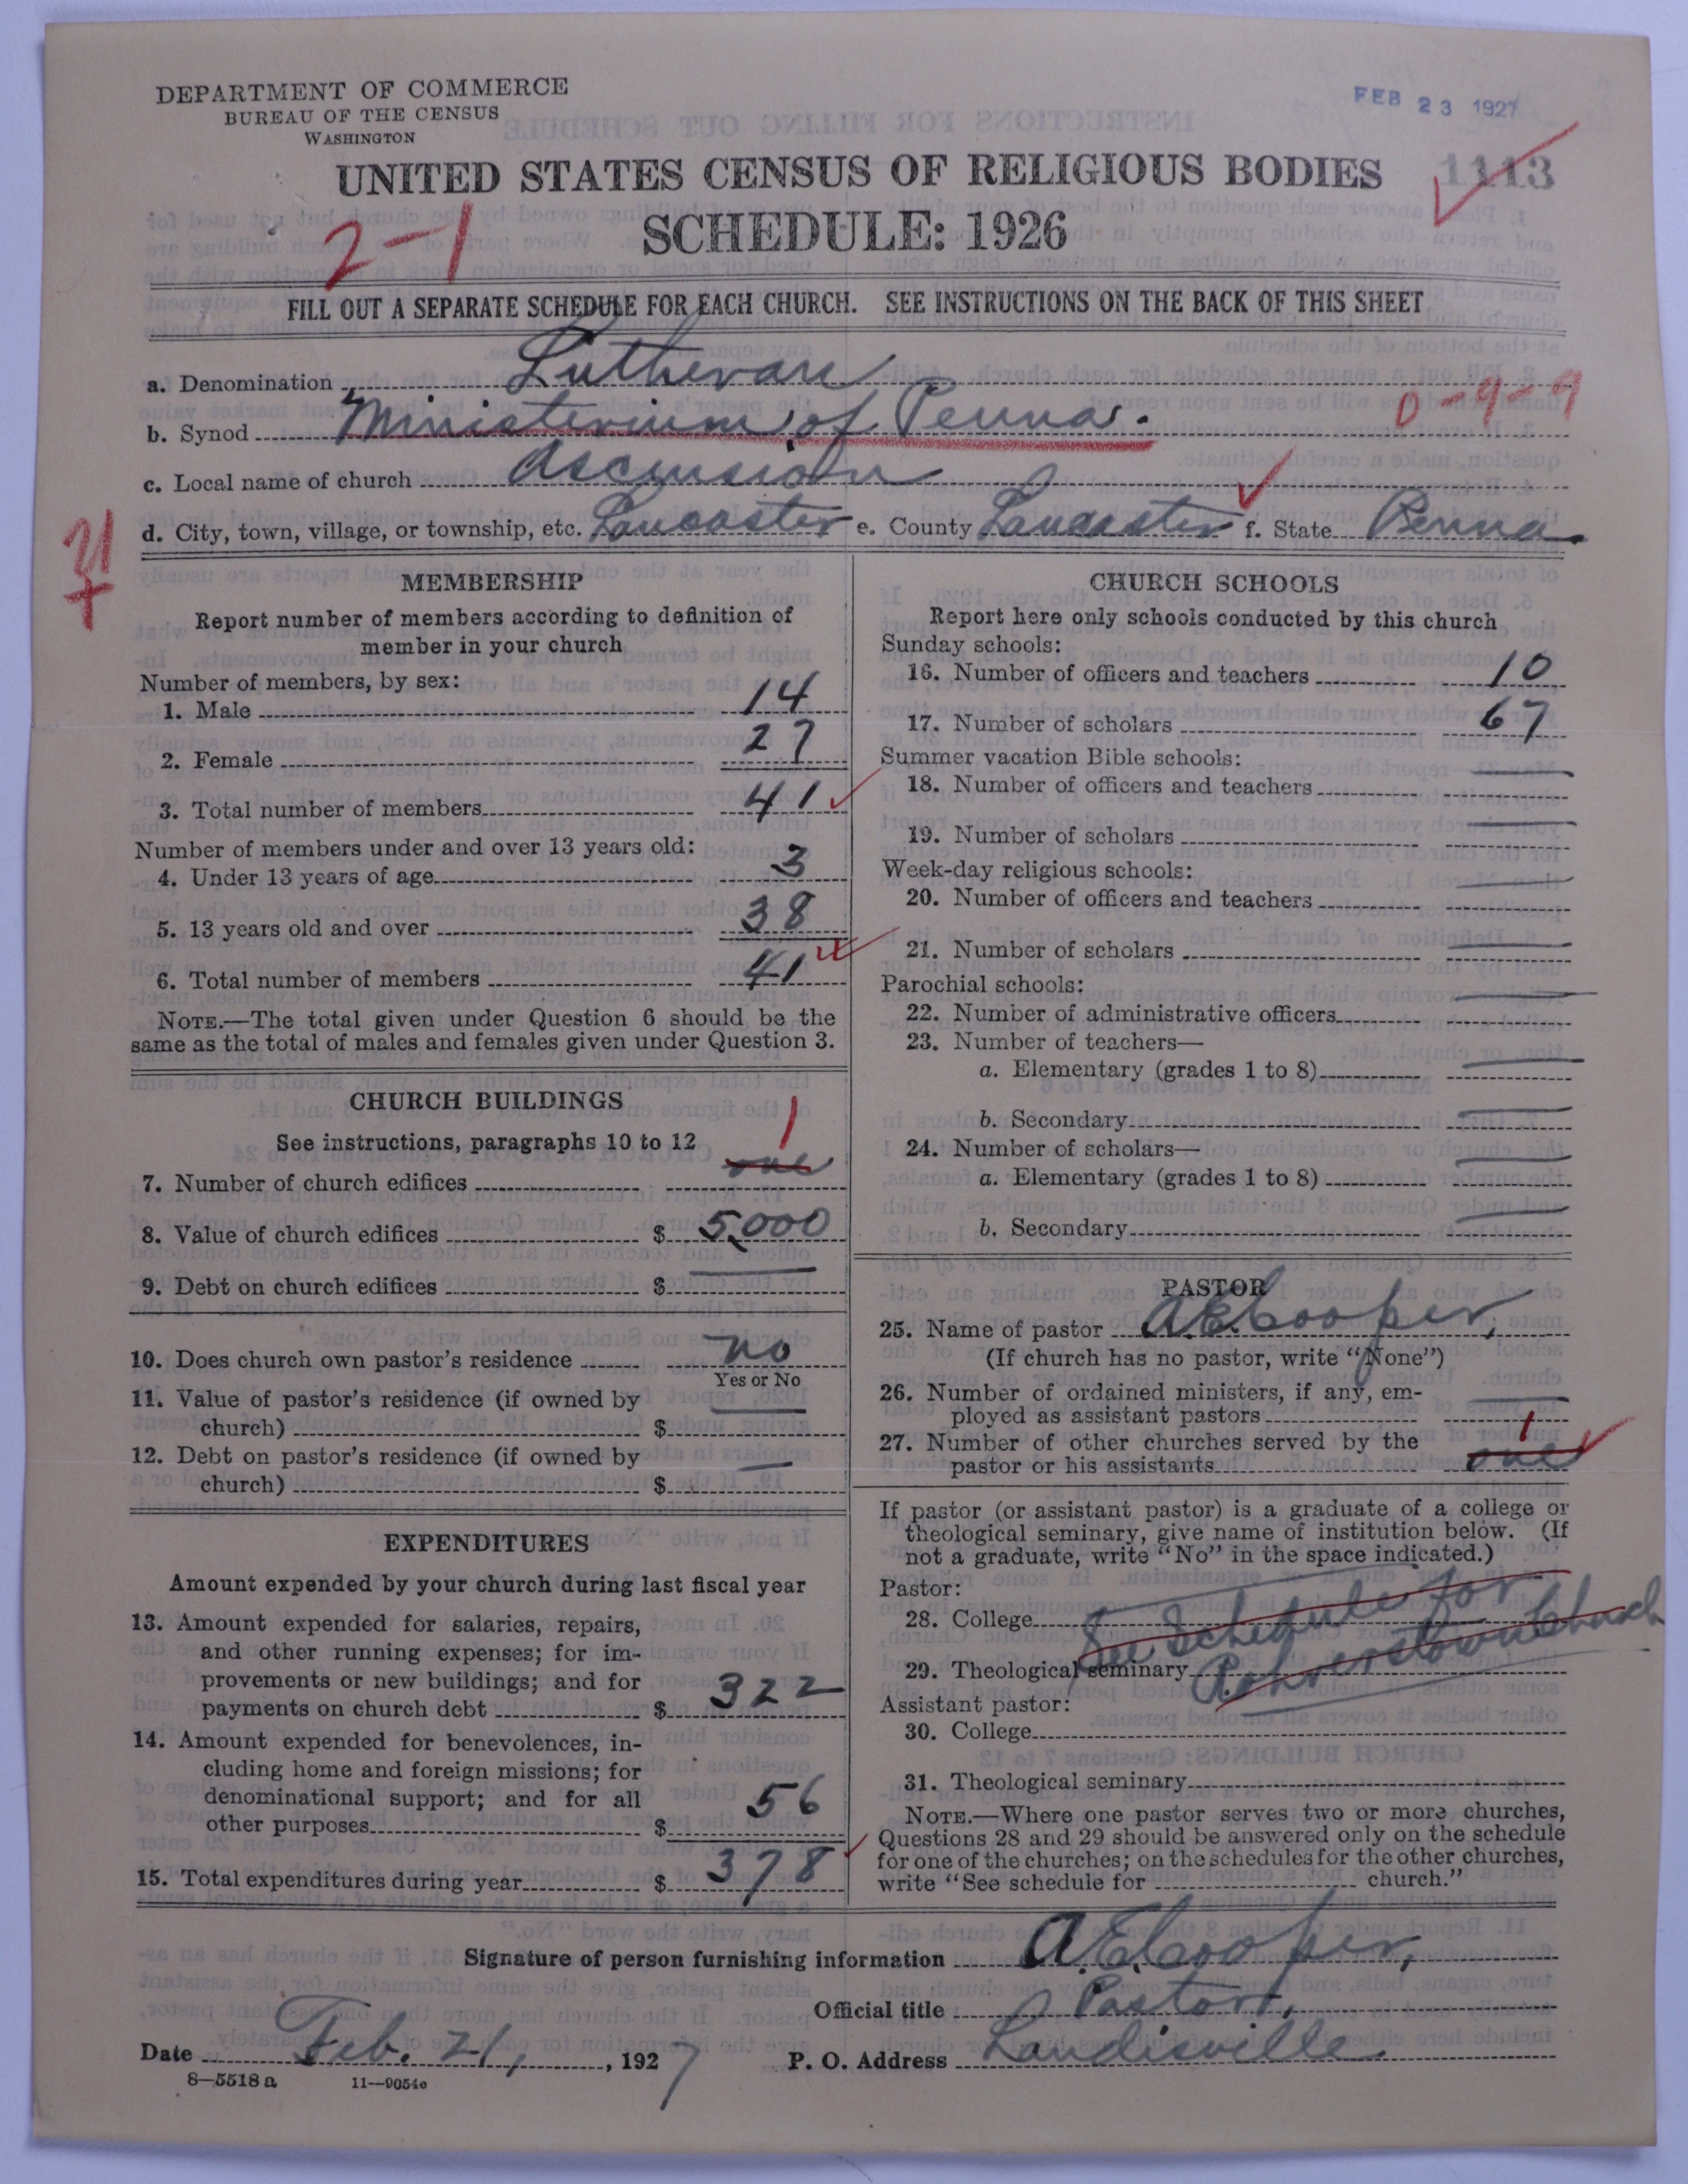 DEPARTMENT OF COMMERCE
BUREAU OF THE CENSUS
WASHINGTON
FEB 23 1927
UNITED STATES CENSUS OF RELIGIOUS BODIES
1113
SCHEDULE: 1926
2-1
FILL OUT A SEPARATE SCHEDULE FOR EACH CHURCH. SEE INSTRUCTIONS ON THE BACK OF THIS SHEET
a. Denomination Lutheran
b. Synod Ministerium of Penna.
0-9-9
c. Local name of church Ascension
d. City, town, village, or township, etc. Lancaster e. County Lancaster f. State Penna.
MEMBERSHIP
Report number of members according to definition of
member in your church
Number of members, by sex:
1. Male 14
2. Female 27
3. Total number of members 41
Number of members under and over 13 years old:
4. Under 13 years of age 3
5. 13 years old and over 38
6. Total number of members 41
NOTE.—The total given under Question 6 should be the
same as the total of males and females given under Question 3.
CHURCH BUILDINGS
See instructions, paragraphs 10 to 12
1
7. Number of church edifices one
8. Value of church edifices $ 5,000
9. Debt on church edifices $ —
10. Does church own pastor's residence no
Yes or No
11. Value of pastor's residence (if owned by
church) $ —
12. Debt on pastor's residence (if owned by
church) $ —
EXPENDITURES
Amount expended by your church during last fiscal year
13. Amount expended for salaries, repairs,
and other running expenses; for im-
provements or new buildings; and for
payments on church debt $ 322
14. Amount expended for benevolences, in-
cluding home and foreign missions; for
denominational support; and for all
other purposes $ 56
15. Total expenditures during year $ 378
CHURCH SCHOOLS
Report here only schools conducted by this church
Sunday schools:
16. Number of officers and teachers 10
17. Number of scholars 67
Summer vacation Bible schools:
18. Number of officers and teachers —
19. Number of scholars —
Week-day religious schools:
20. Number of officers and teachers —
21. Number of scholars —
Parochial schools:
22. Number of administrative officers —
23. Number of teachers—
a. Elementary (grades 1 to 8) —
b. Secondary —
24. Number of scholars—
a. Elementary (grades 1 to 8) —
b. Secondary —
PASTOR
25. Name of pastor A.E. Cooper,
(If church has no pastor, write "None")
26. Number of ordained ministers, if any, em-
ployed as assistant pastors —
1
27. Number of other churches served by the
pastor or his assistants one
If pastor (or assistant pastor) is a graduate of a college or
theological seminary, give name of institution below. (If
not a graduate, write "No" in the space indicated.)
Pastor:
28. College See Schedule for
29. Theological seminary Rohrerstown Church
Assistant pastor:
30. College
31. Theological seminary
NOTE.—Where one pastor serves two or more churches,
Questions 28 and 29 should be answered only on the schedule
for one of the churches; on the schedules for the other churches,
write "See schedule for church."
Signature of person furnishing information A.E. Cooper,
Official title Pastor,
Date Feb. 21, 1927 P. O. Address Landisville
8—5518 a 11—9054e